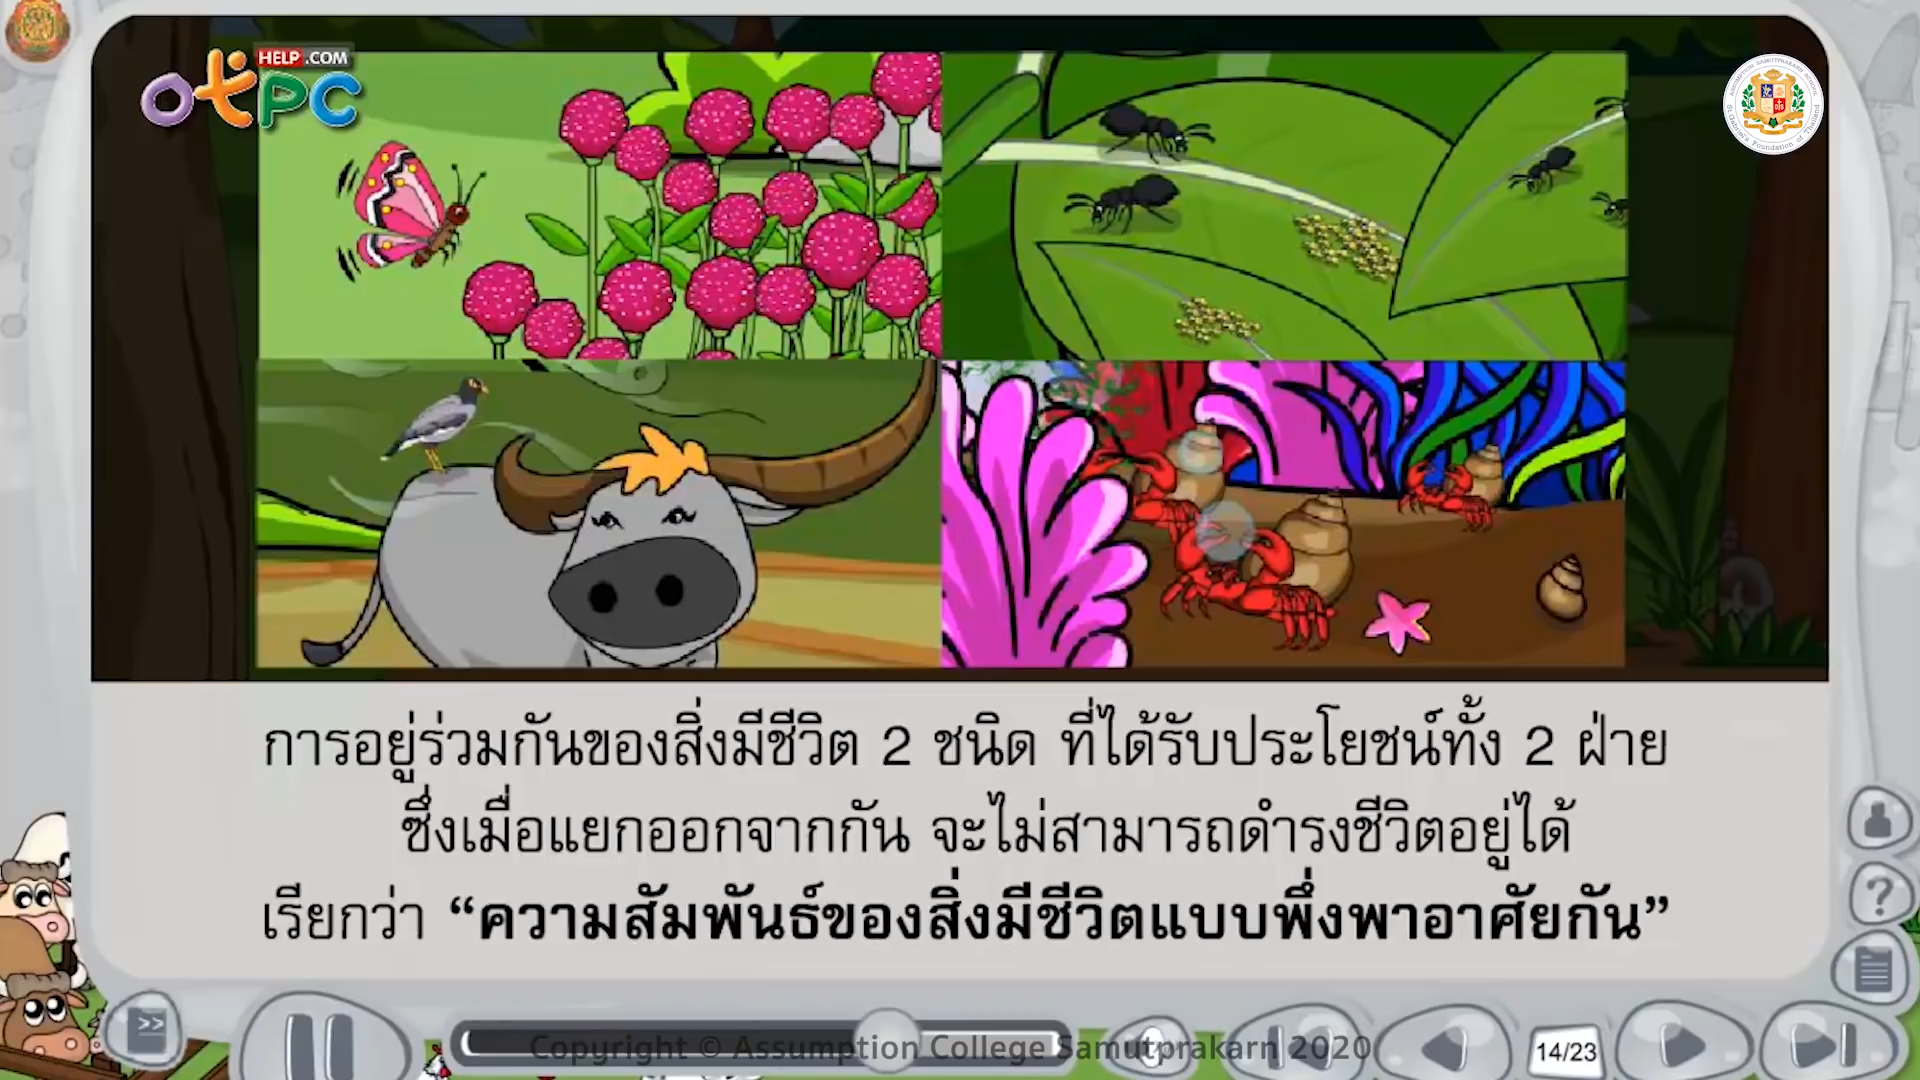 HELP.COM
OTPC
การอยู่ร่วมกันของสิ่งมีชีวิต 2 ชนิด ที่ได้รับประโยชน์ทั้ง 2 ฝ่าย
ซึ่งเมื่อแยกออกจากกัน จะไม่สามารถดำรงชีวิตอยู่ได้
เรียกว่า “ความสัมพันธ์ของสิ่งมีชีวิตแบบพึ่งพาอาศัยกัน”
>>
Copyright © Assumption College Samutprakarn 2020
14/23
?